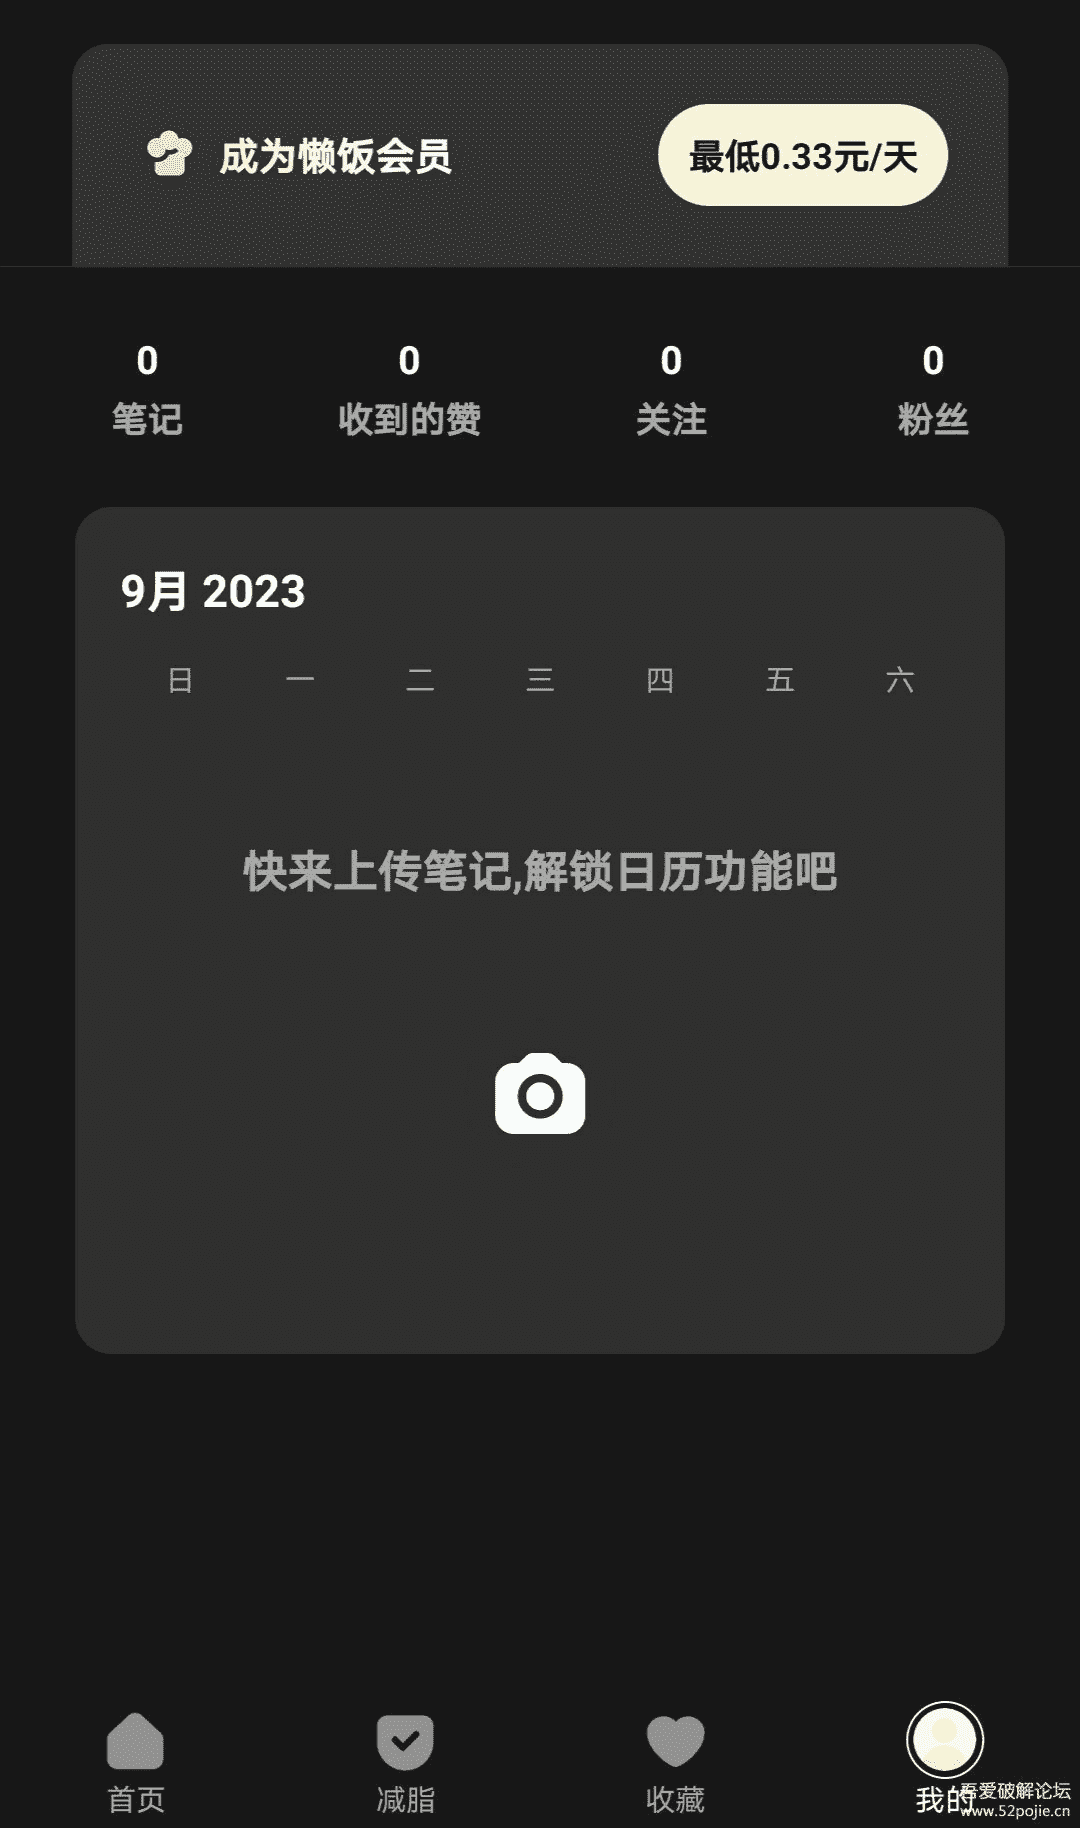 成为懒饭会员
最低0.33元/天
0 0 0 0
笔记 收到的赞 关注 粉丝
9月 2023
日 一 二 三 四 五 六
快来上传笔记,解锁日历功能吧
首页 减脂 收藏 我的
吾爱破解论坛
www.52pojie.cn